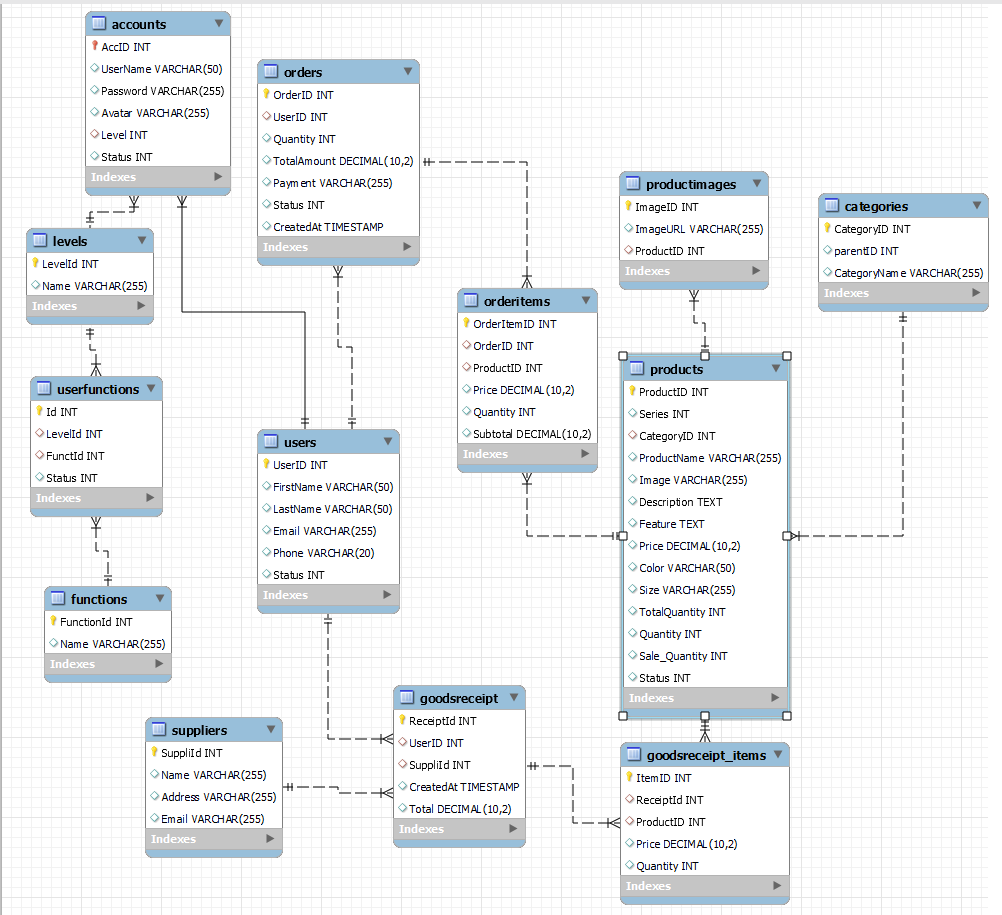 accounts
AccID INT
UserName VARCHAR(50)
Password VARCHAR(255)
Avatar VARCHAR(255)
Level INT
Status INT
Indexes
orders
OrderID INT
UserID INT
Quantity INT
TotalAmount DECIMAL(10,2)
Payment VARCHAR(255)
Status INT
CreatedAt TIMESTAMP
Indexes
productimages
ImageID INT
ImageURL VARCHAR(255)
ProductID INT
Indexes
categories
CategoryID INT
parentID INT
CategoryName VARCHAR(255)
Indexes
levels
LevelId INT
Name VARCHAR(255)
Indexes
orderitems
OrderItemID INT
OrderID INT
ProductID INT
Price DECIMAL(10,2)
Quantity INT
Subtotal DECIMAL(10,2)
Indexes
products
ProductID INT
Series INT
CategoryID INT
ProductName VARCHAR(255)
Image VARCHAR(255)
Description TEXT
Feature TEXT
Price DECIMAL(10,2)
Color VARCHAR(50)
Size VARCHAR(255)
TotalQuantity INT
Quantity INT
Sale_Quantity INT
Status INT
Indexes
userfunctions
Id INT
LevelId INT
FunctId INT
Status INT
Indexes
users
UserID INT
FirstName VARCHAR(50)
LastName VARCHAR(50)
Email VARCHAR(255)
Phone VARCHAR(20)
Status INT
Indexes
functions
FunctionId INT
Name VARCHAR(255)
Indexes
goodsreceipt
ReceiptId INT
UserID INT
SuppliId INT
CreatedAt TIMESTAMP
Total DECIMAL(10,2)
Indexes
suppliers
SuppliId INT
Name VARCHAR(255)
Address VARCHAR(255)
Email VARCHAR(255)
Indexes
goodsreceipt_items
ItemID INT
ReceiptId INT
ProductID INT
Price DECIMAL(10,2)
Quantity INT
Indexes